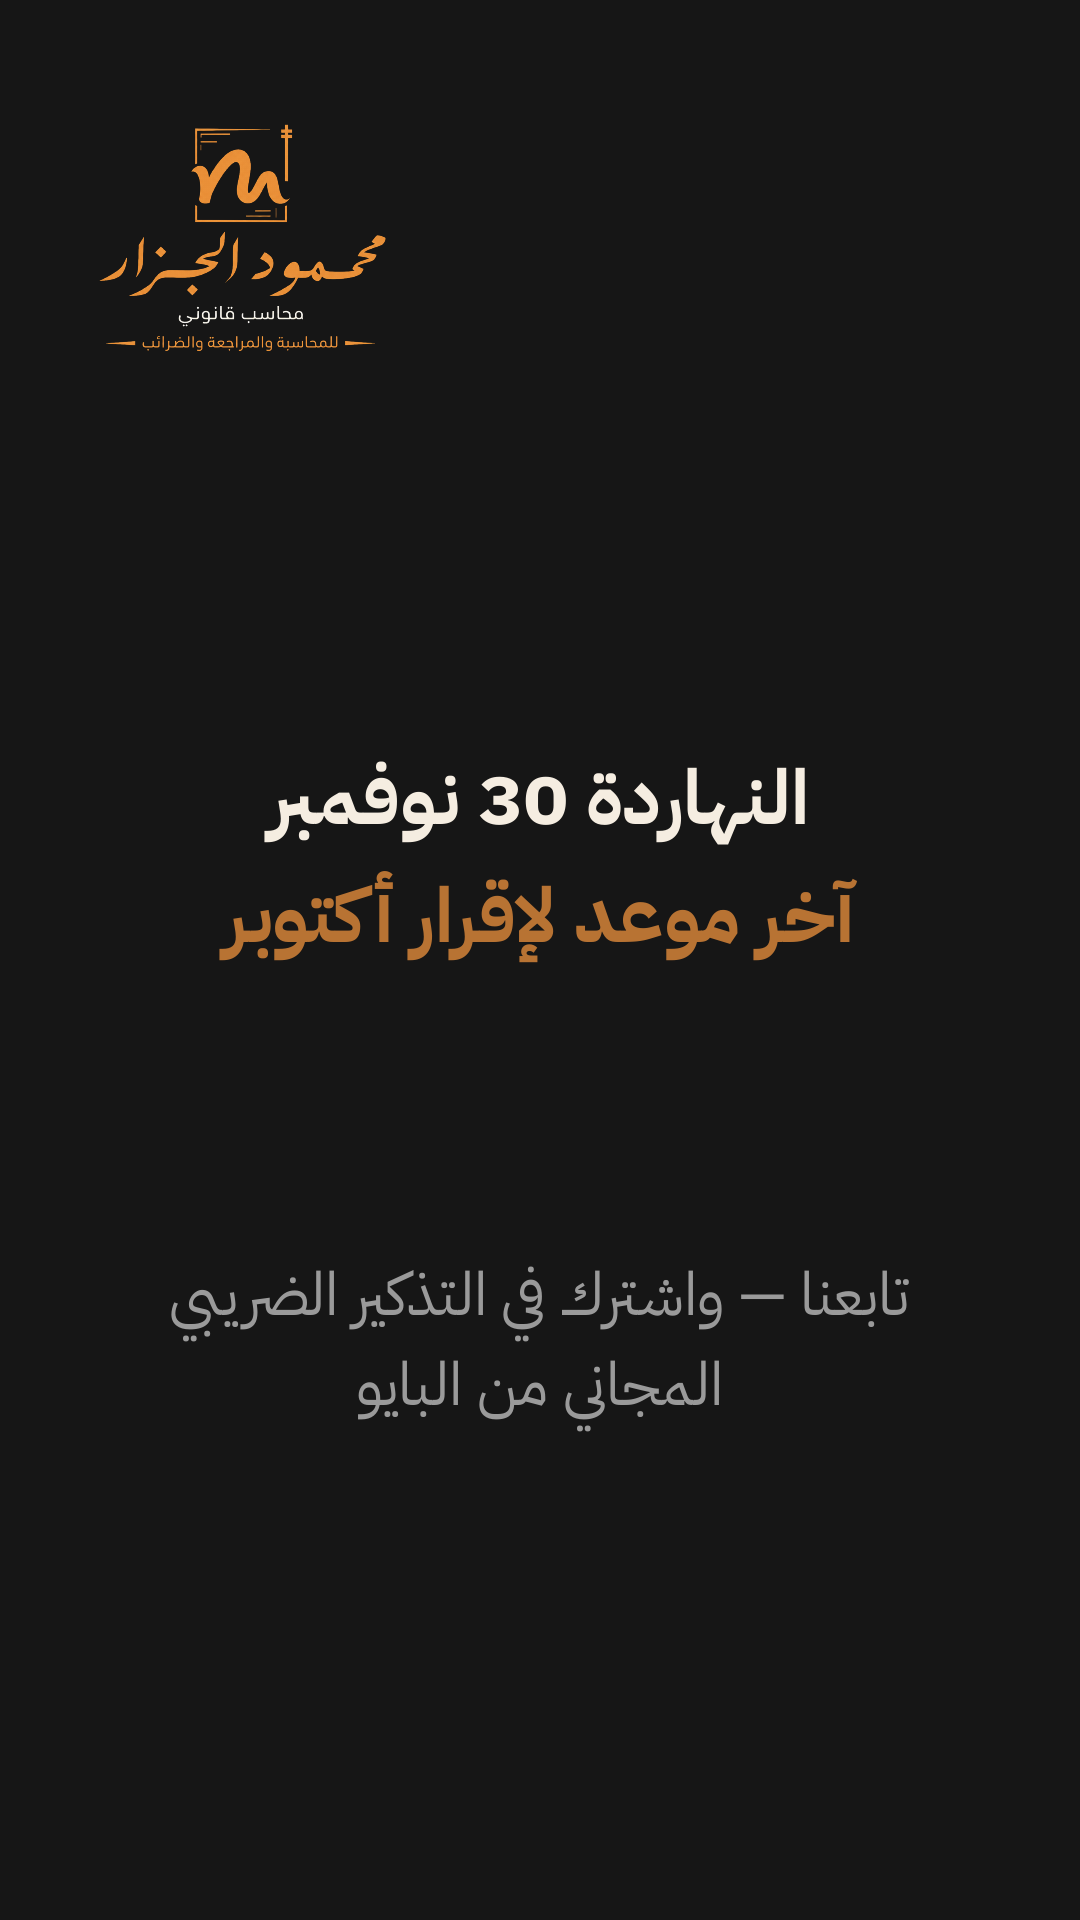 محمود الجزار
محاسب قانوني
للمحاسبة والمراجعة والضرائب
النهاردة 30 نوفمبر
آخر موعد لإقرار أكتوبر
تابعنا — واشترك في التذكير الضريبي
المجاني من البايو